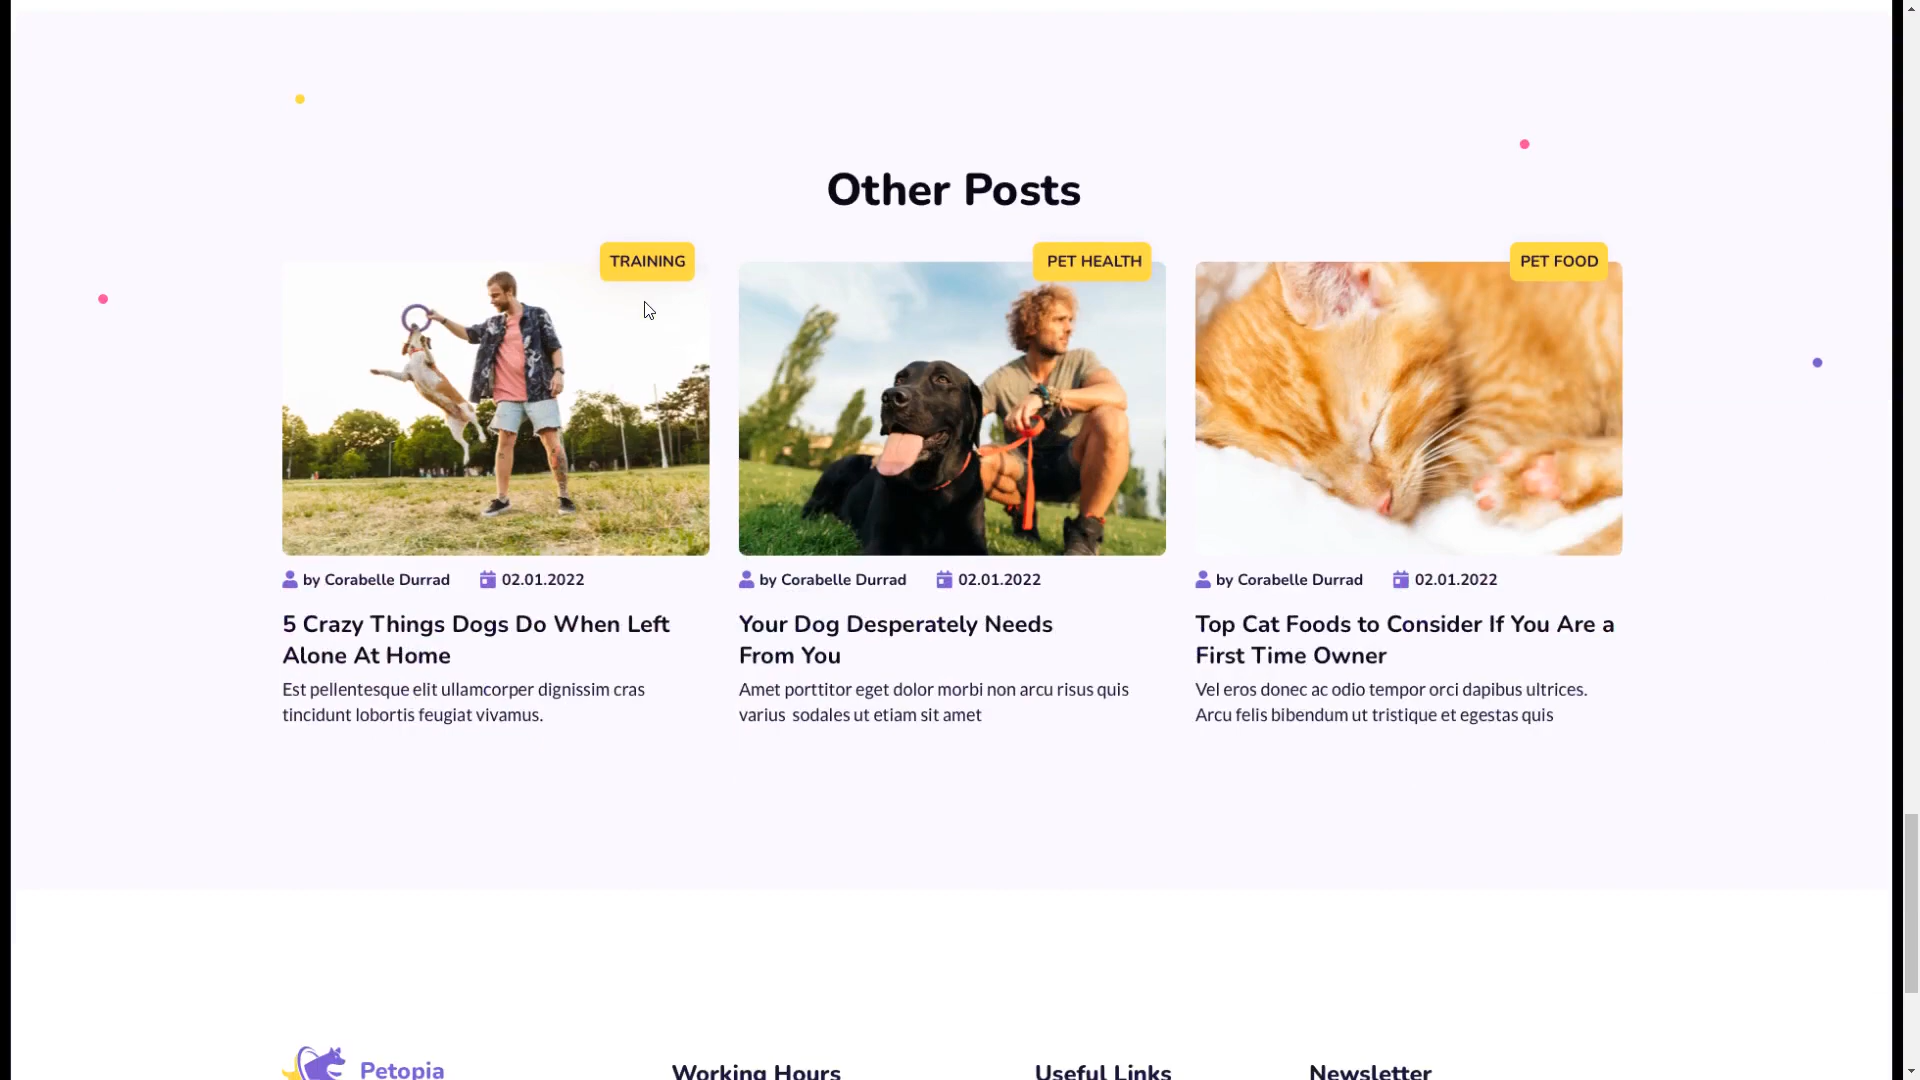 Other Posts
TRAINING
PET HEALTH
PET FOOD
by Corabelle Durrad 02.01.2022
5 Crazy Things Dogs Do When Left
Alone At Home
Est pellentesque elit ullamcorper dignissim cras
tincidunt lobortis feugiat vivamus.
by Corabelle Durrad 02.01.2022
Your Dog Desperately Needs
From You
Amet porttitor eget dolor morbi non arcu risus quis
varius sodales ut etiam sit amet
by Corabelle Durrad 02.01.2022
Top Cat Foods to Consider If You Are a
First Time Owner
Vel eros donec ac odio tempor orci dapibus ultrices.
Arcu felis bibendum ut tristique et egestas quis
Petopia
Working Hours
Useful Links
Newsletter